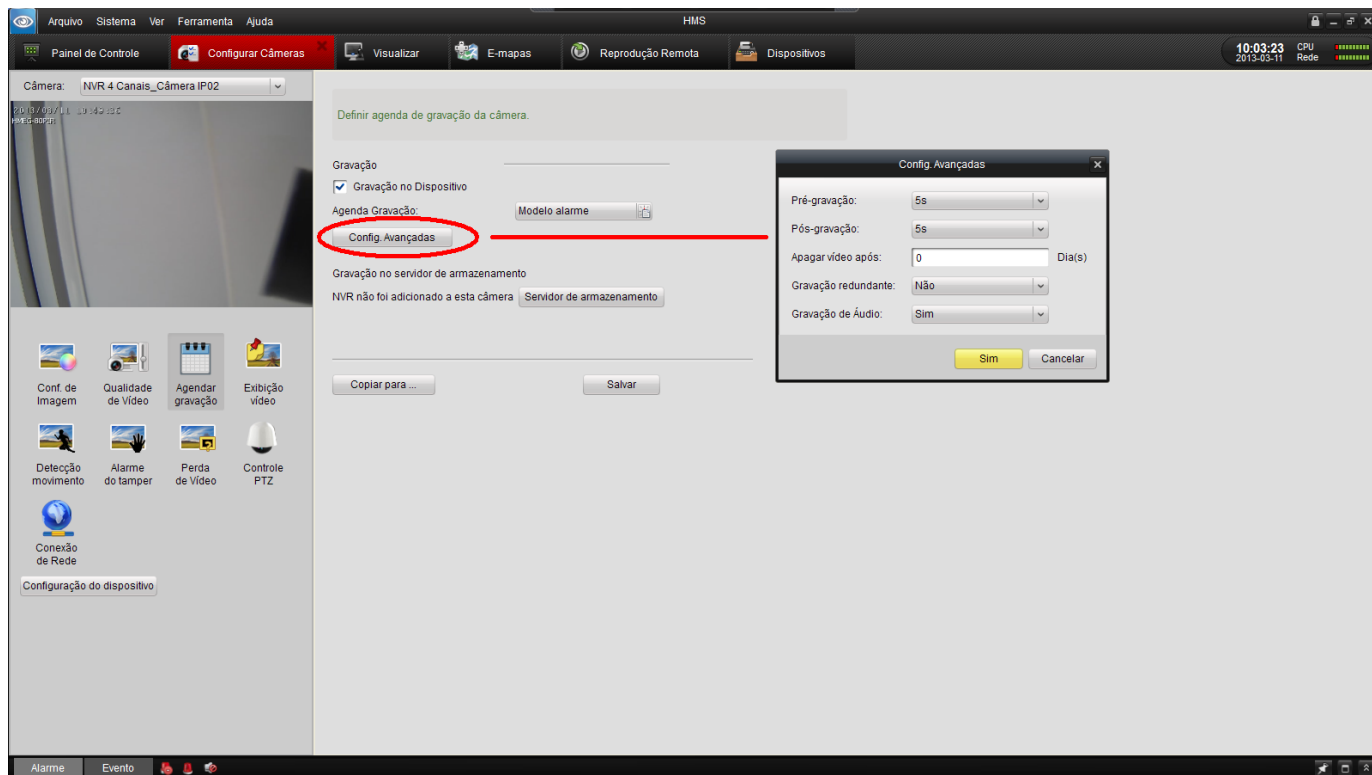 Arquivo Sistema Ver Ferramenta Ajuda
HMS
Painel de Controle
Configurar Câmeras
Visualizar
E-mapas
Reprodução Remota
Dispositivos
10:03:23 CPU
2013-03-11 Rede
Câmera: NVR 4 Canais_Câmera IP02
Definir agenda de gravação da câmera.
Gravação
Gravação no Dispositivo
Agenda Gravação: Modelo alarme
Config. Avançadas
Gravação no servidor de armazenamento
NVR não foi adicionado a esta câmera Servidor de armazenamento
Copiar para ... Salvar
Config. Avançadas
Pré-gravação: 5s
Pós-gravação: 5s
Apagar vídeo após: 0 Dia(s)
Gravação redundante: Não
Gravação de Áudio: Sim
Sim Cancelar
Conf. de Imagem
Qualidade de Vídeo
Agendar gravação
Exibição vídeo
Detecção movimento
Alarme do tamper
Perda de Vídeo
Controle PTZ
Conexão de Rede
Configuração do dispositivo
Alarme Evento